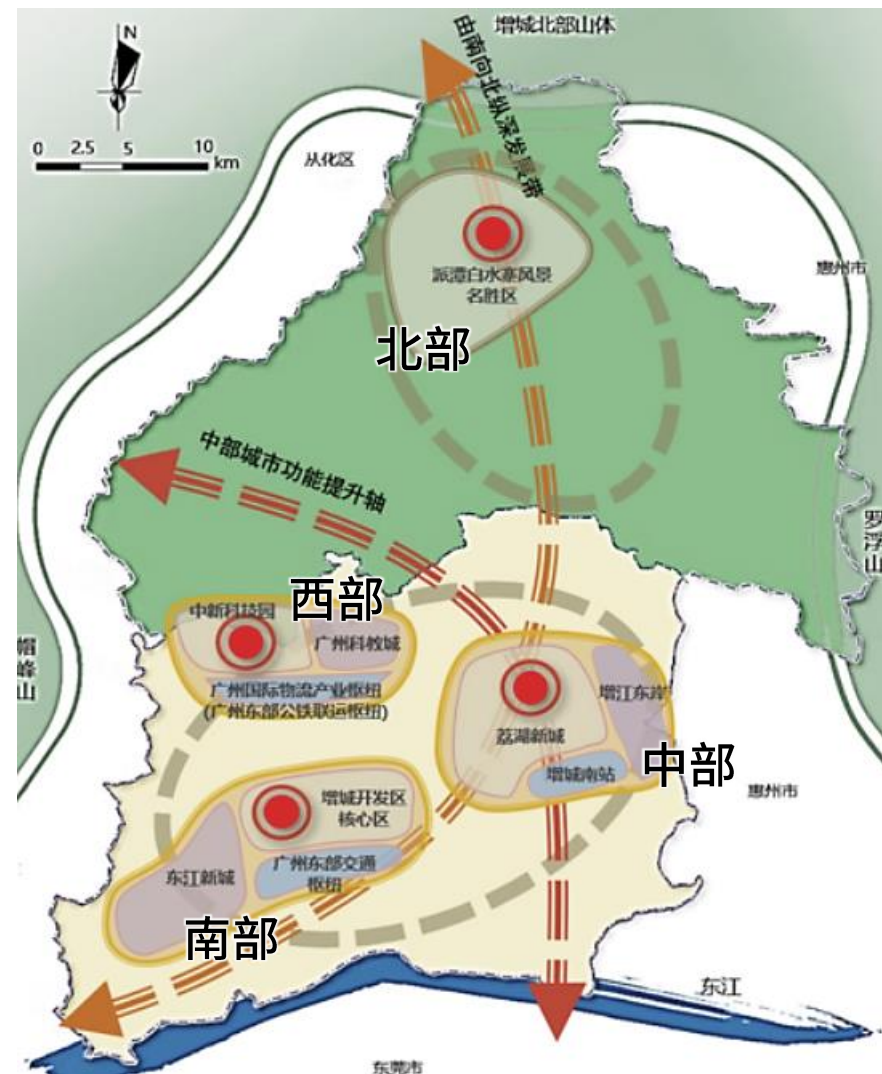 增城北部山体
N
由南向北纵深发展带
0 2.5 5 10
km
从化区
惠州市
派潭白水寨风景
名胜区
北部
中部城市功能提升轴
罗浮山
西部
中新科技园
广州科教城
帽峰山
广州国际物流产业枢纽
(广州东部公铁联运枢纽)
增江东岸
荔湖新城
中部
增城南站
惠州市
增城开发区
核心区
广州东部交通
枢纽
东江新城
南部
东江
东莞市